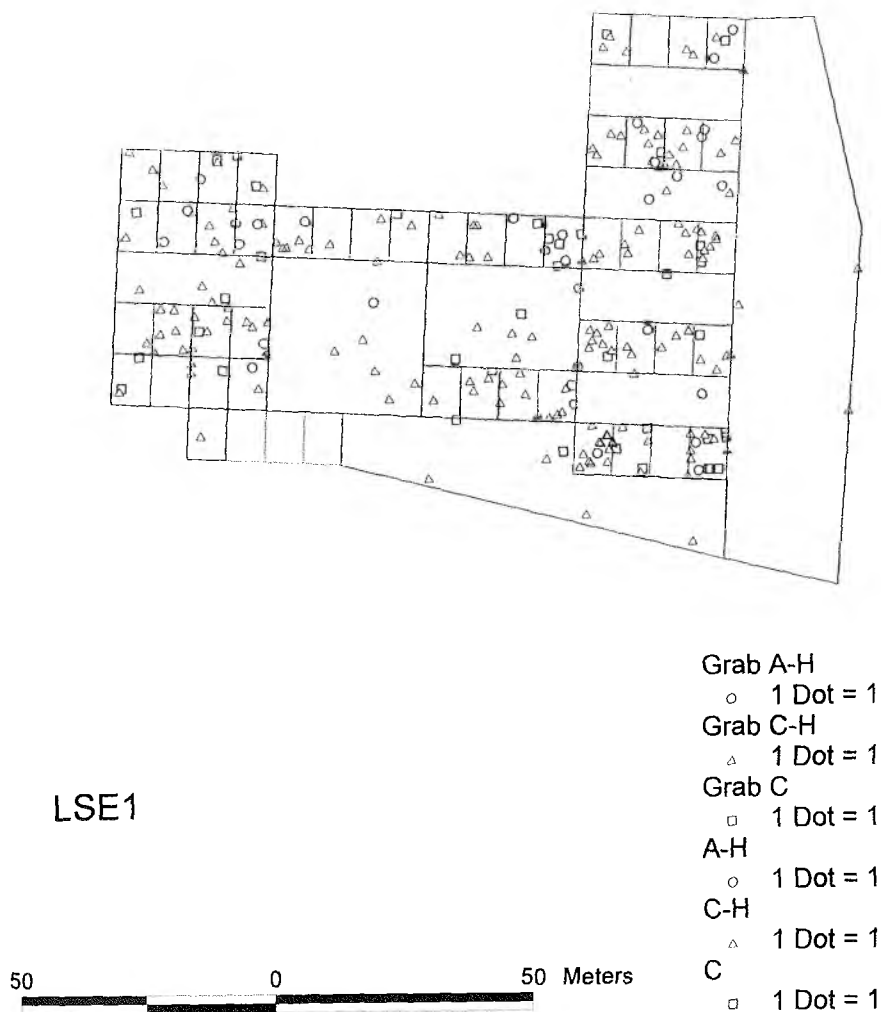 Grab A-H
1 Dot = 1
Grab C-H
1 Dot = 1
Grab C
1 Dot = 1
A-H
1 Dot = 1
C-H
1 Dot = 1
C
1 Dot = 1
LSE1
50 0 50 Meters